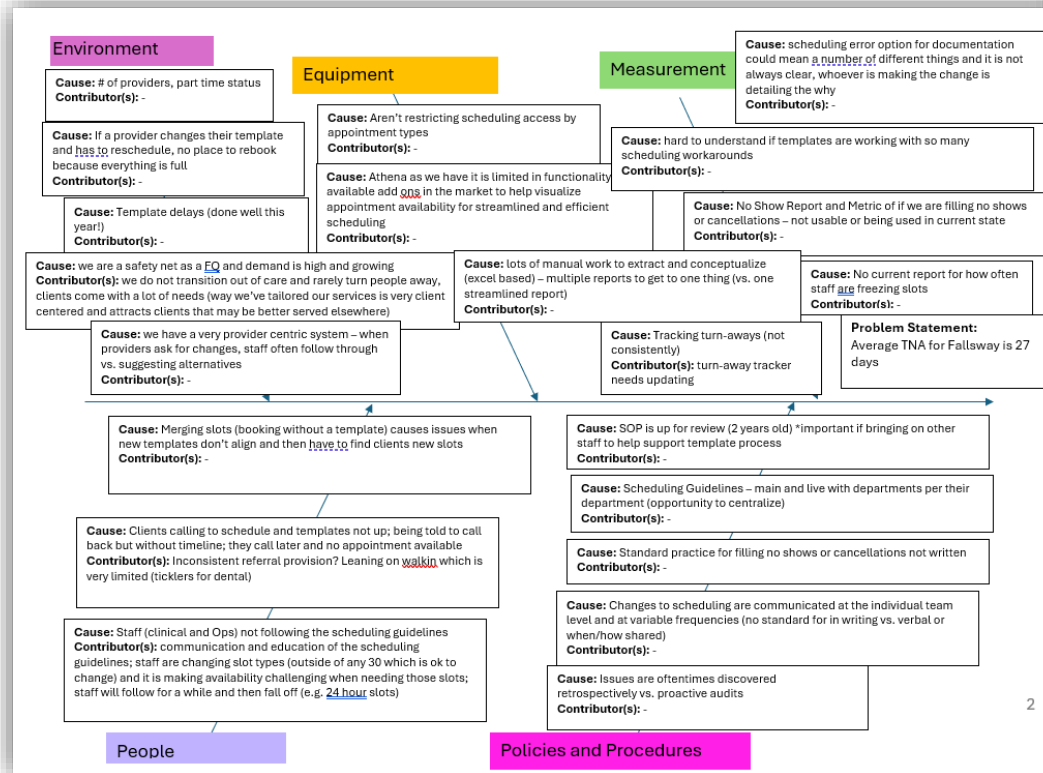 Environment
Cause: # of providers, part time status
Contributor(s): -
Cause: If a provider changes their template
and has to reschedule, no place to rebook
because everything is full
Contributor(s): -
Cause: Template delays (done well this
year!)
Contributor(s): -
Cause: we are a safety net as a FQ and demand is high and growing
Contributor(s): we do not transition out of care and rarely turn people away,
clients come with a lot of needs (way we've tailored our services is very client
centered and attracts clients that may be better served elsewhere)
Cause: we have a very provider centric system – when
providers ask for changes, staff often follow through
vs. suggesting alternatives
Contributor(s): -
Equipment
Cause: Aren't restricting scheduling access by
appointment types
Contributor(s): -
Cause: Athena as we have it is limited in functionality
available add ons in the market to help visualize
appointment availability for streamlined and efficient
scheduling
Contributor(s): -
Cause: lots of manual work to extract and conceptualize
(excel based) – multiple reports to get to one thing (vs. one
streamlined report)
Contributor(s): -
Measurement
Cause: scheduling error option for documentation
could mean a number of different things and it is not
always clear, whoever is making the change is
detailing the why
Contributor(s): -
Cause: hard to understand if templates are working with so many
scheduling workarounds
Contributor(s): -
Cause: No Show Report and Metric of if we are filling no shows
or cancellations – not usable or being used in current state
Contributor(s): -
Cause: No current report for how often
staff are freezing slots
Contributor(s): -
Cause: Tracking turn-aways (not
consistently)
Contributor(s): turn-away tracker
needs updating
Problem Statement:
Average TNA for Fallsway is 27
days
Cause: Merging slots (booking without a template) causes issues when
new templates don't align and then have to find clients new slots
Contributor(s): -
Cause: Clients calling to schedule and templates not up; being told to call
back but without timeline; they call later and no appointment available
Contributor(s): Inconsistent referral provision? Leaning on walkin which is
very limited (ticklers for dental)
Cause: Staff (clinical and Ops) not following the scheduling guidelines
Contributor(s): communication and education of the scheduling
guidelines; staff are changing slot types (outside of any 30 which is ok to
change) and it is making availability challenging when needing those slots;
staff will follow for a while and then fall off (e.g. 24 hour slots)
People
Cause: SOP is up for review (2 years old) *important if bringing on other
staff to help support template process
Contributor(s): -
Cause: Scheduling Guidelines – main and live with departments per their
department (opportunity to centralize)
Contributor(s): -
Cause: Standard practice for filling no shows or cancellations not written
Contributor(s): -
Cause: Changes to scheduling are communicated at the individual team
level and at variable frequencies (no standard for in writing vs. verbal or
when/how shared)
Contributor(s): -
Cause: Issues are oftentimes discovered
retrospectively vs. proactive audits
Contributor(s): -
Policies and Procedures
2